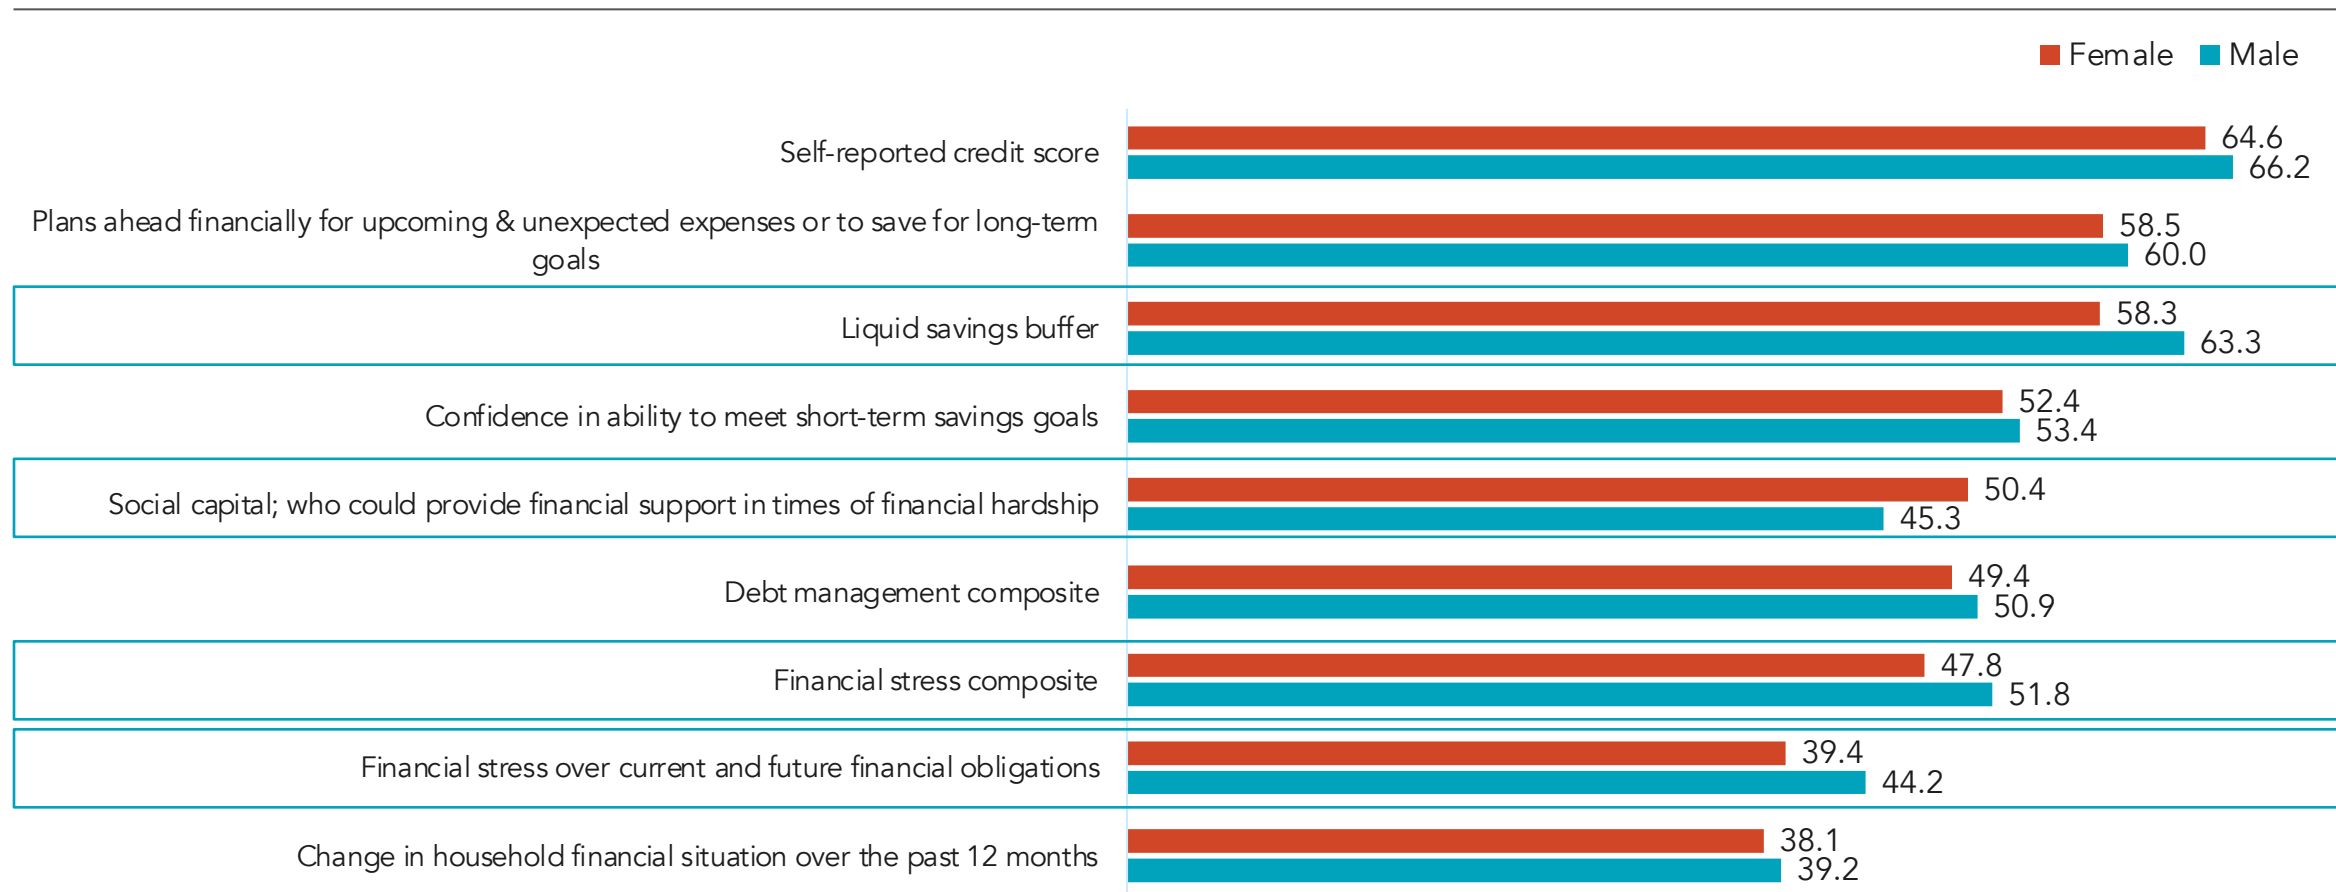 Female Male
Self-reported credit score
64.6
66.2
Plans ahead financially for upcoming & unexpected expenses or to save for long-term
goals
58.5
60.0
Liquid savings buffer
58.3
63.3
Confidence in ability to meet short-term savings goals
52.4
53.4
Social capital; who could provide financial support in times of financial hardship
50.4
45.3
Debt management composite
49.4
50.9
Financial stress composite
47.8
51.8
Financial stress over current and future financial obligations
39.4
44.2
Change in household financial situation over the past 12 months
38.1
39.2